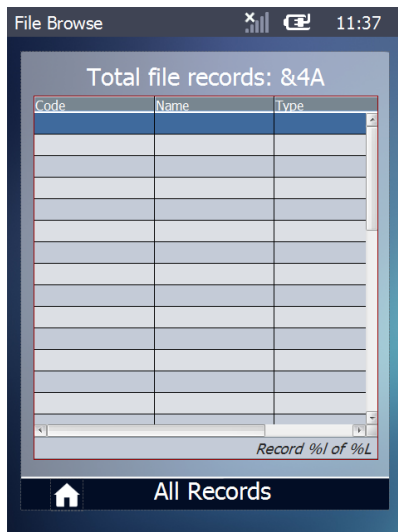 File Browse 11:37
Total file records: &4A
Code Name Type
Record %l of %L
All Records